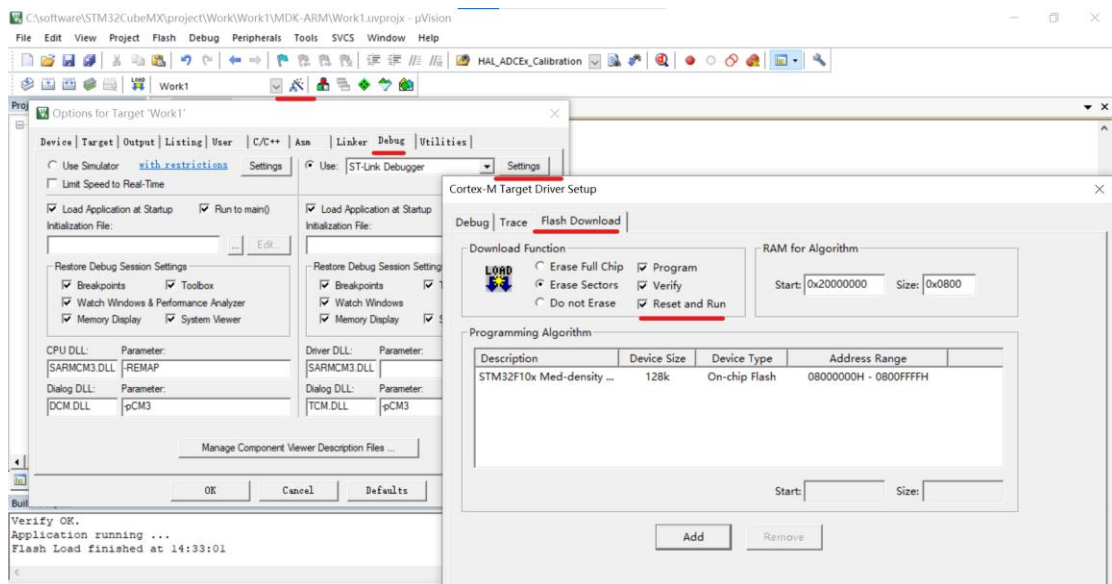 C:\software\STM32CubeMX\project\Work\Work1\MDK-ARM\Work1.uvprojx - µVision
File Edit View Project Flash Debug Peripherals Tools SVCS Window Help
HAL_ADCEx_Calibration
LOAD
Work1
Proj
Options for Target 'Work1'
Device Target Output Listing User C/C++ Asm Linker Debug Utilities
Use Simulator with restrictions Settings
Use: ST-Link Debugger Settings
Limit Speed to Real-Time
Load Application at Startup Run to main()
Initialization File:
... Edit...
Restore Debug Session Settings
Breakpoints Toolbox
Watch Windows & Performance Analyzer
Memory Display System Viewer
CPU DLL: Parameter:
SARMCM3.DLL -REMAP
Dialog DLL: Parameter:
DCM.DLL -pCM3
Load Application at Startup
Initialization File:
Restore Debug Session Setting
Breakpoints
Watch Windows
Memory Display
Driver DLL: Parameter:
SARMCM3.DLL
Dialog DLL: Parameter:
TCM.DLL -pCM3
Manage Component Viewer Description Files ...
OK Cancel Defaults
Cortex-M Target Driver Setup
Debug Trace Flash Download
Download Function
LOAD
Erase Full Chip Program
Erase Sectors Verify
Do not Erase Reset and Run
RAM for Algorithm
Start: 0x20000000 Size: 0x0800
Programming Algorithm
Description Device Size Device Type Address Range
STM32F10x Med-density ... 128k On-chip Flash 08000000H - 0800FFFFH
Start: Size:
Add Remove
Verify OK.
Application running ...
Flash Load finished at 14:33:01